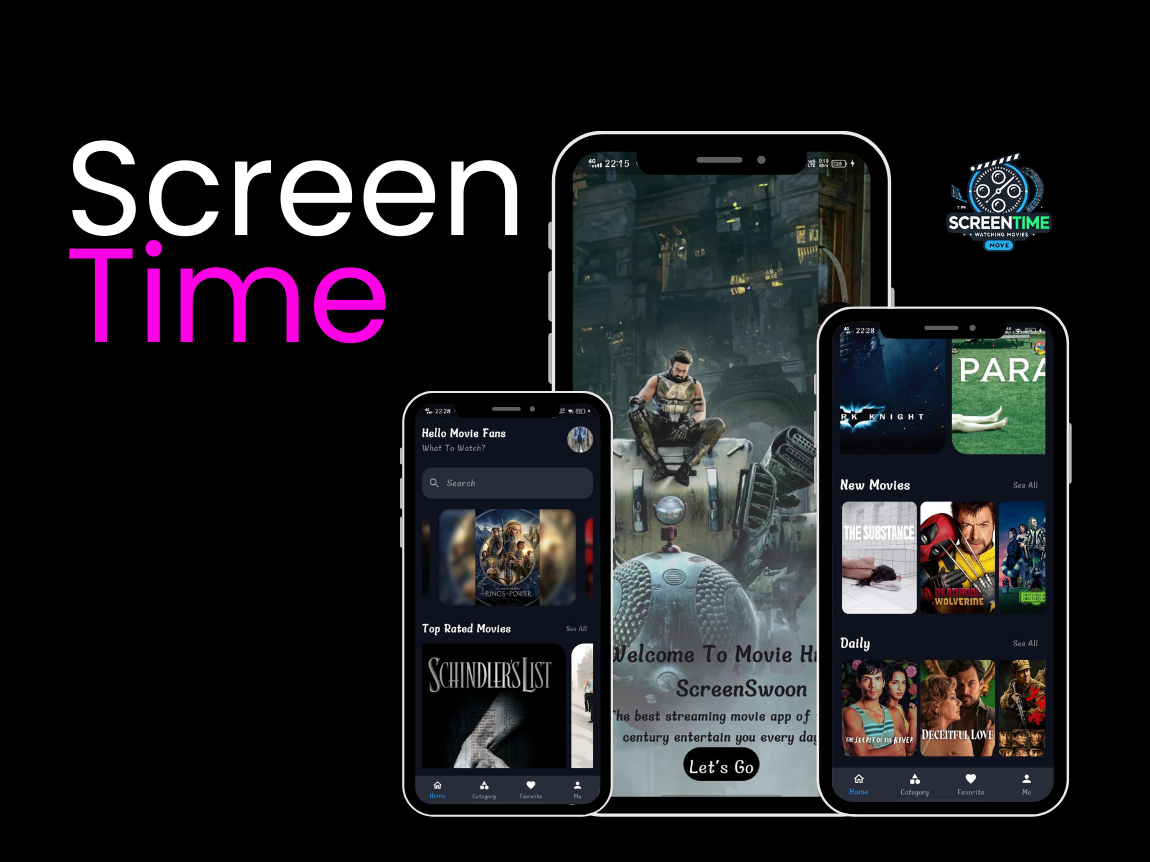 Screen
Time
22:15
SCREENTIME
WATCHING MOVIES
MOVE
Welcome To Movie H
ScreenSwoon
he best streaming movie app of
century entertain you every day
Let's Go
22:28
Hello Movie Fans
What To Watch?
Search
THE RINGS OF POWER
Top Rated Movies
See All
SCHINDLER'S LIST
Home
Category
Favorite
Me
22:28
RK KNIGHT
PARA
New Movies
See All
THE SUBSTANCE
DEADPOOL
WOLVERINE
Daily
See All
THE SECRET OF THE RIVER
DECEITFUL LOVE
Home
Category
Favorite
Me